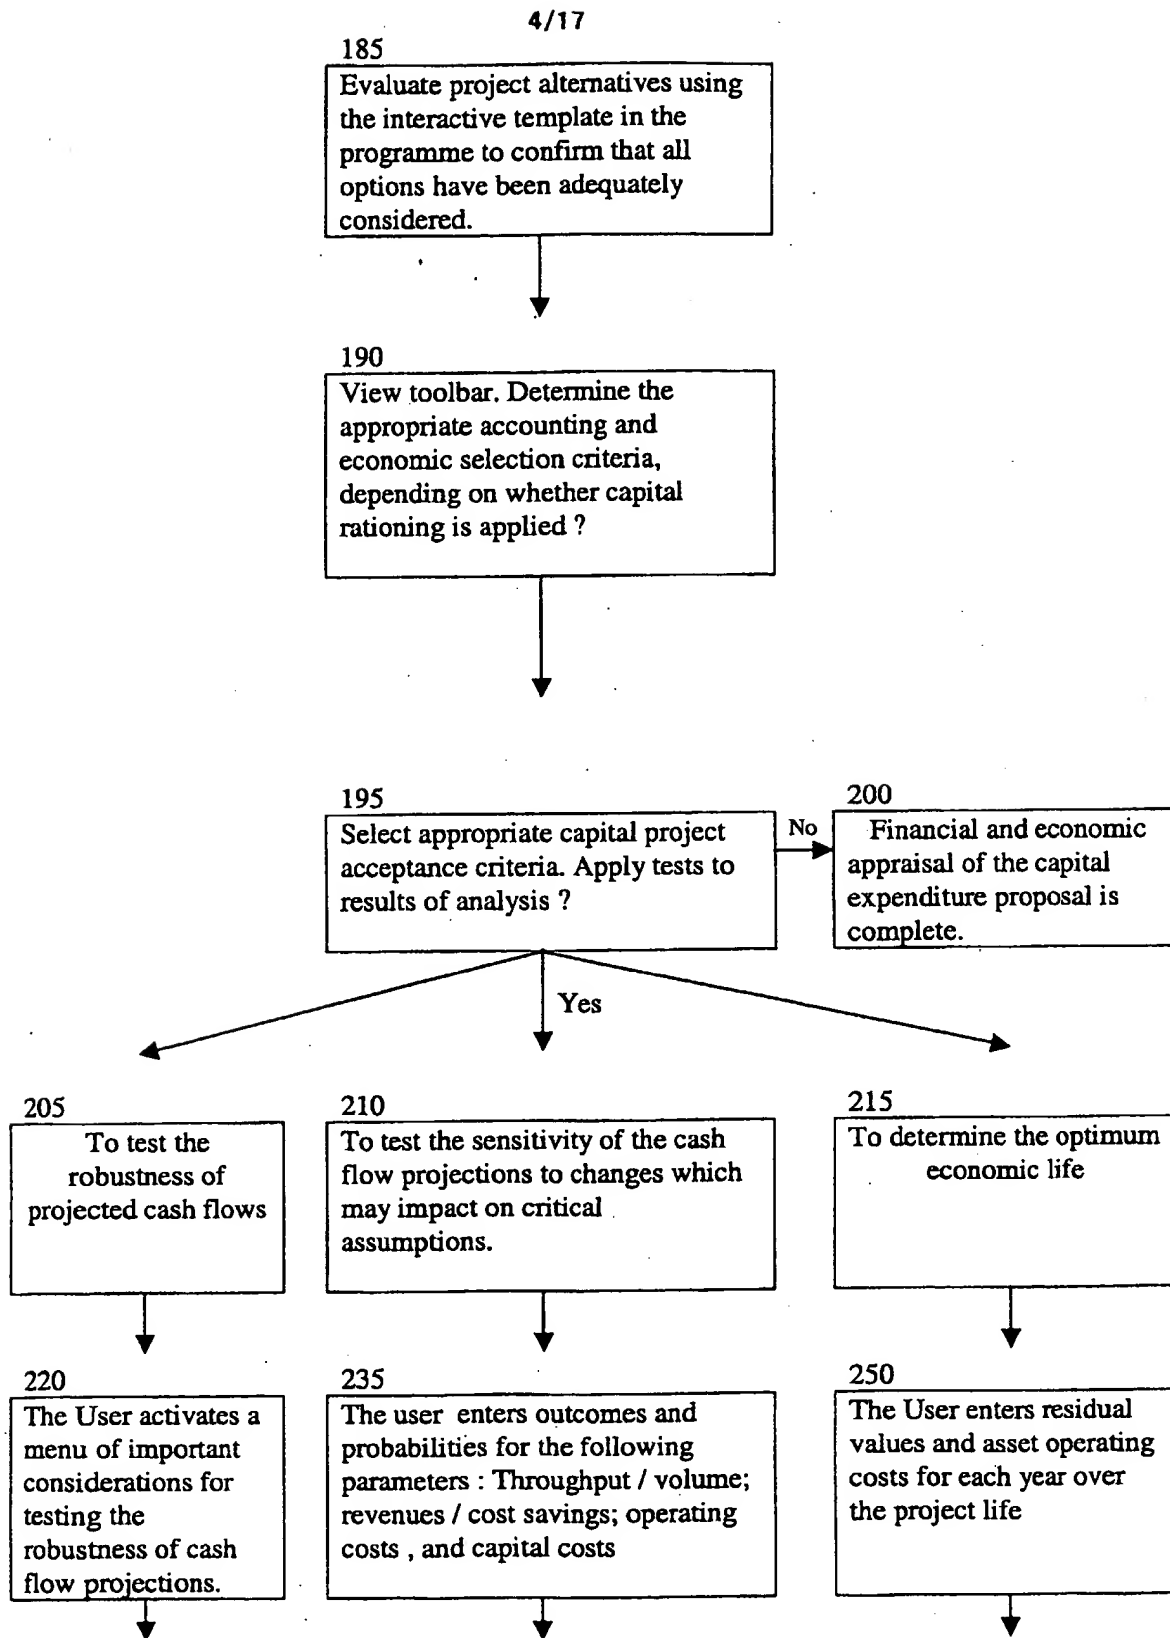 4/17
185
Evaluate project alternatives using
the interactive template in the
programme to confirm that all
options have been adequately
considered.
190
View toolbar. Determine the
appropriate accounting and
economic selection criteria,
depending on whether capital
rationing is applied ?
195
Select appropriate capital project
acceptance criteria. Apply tests to
results of analysis ?
No
200
Financial and economic
appraisal of the capital
expenditure proposal is
complete.
Yes
205
To test the
robustness of
projected cash flows
210
To test the sensitivity of the cash
flow projections to changes which
may impact on critical
assumptions.
215
To determine the optimum
economic life
220
The User activates a
menu of important
considerations for
testing the
robustness of cash
flow projections.
235
The user enters outcomes and
probabilities for the following
parameters : Throughput / volume;
revenues / cost savings; operating
costs , and capital costs
250
The User enters residual
values and asset operating
costs for each year over
the project life